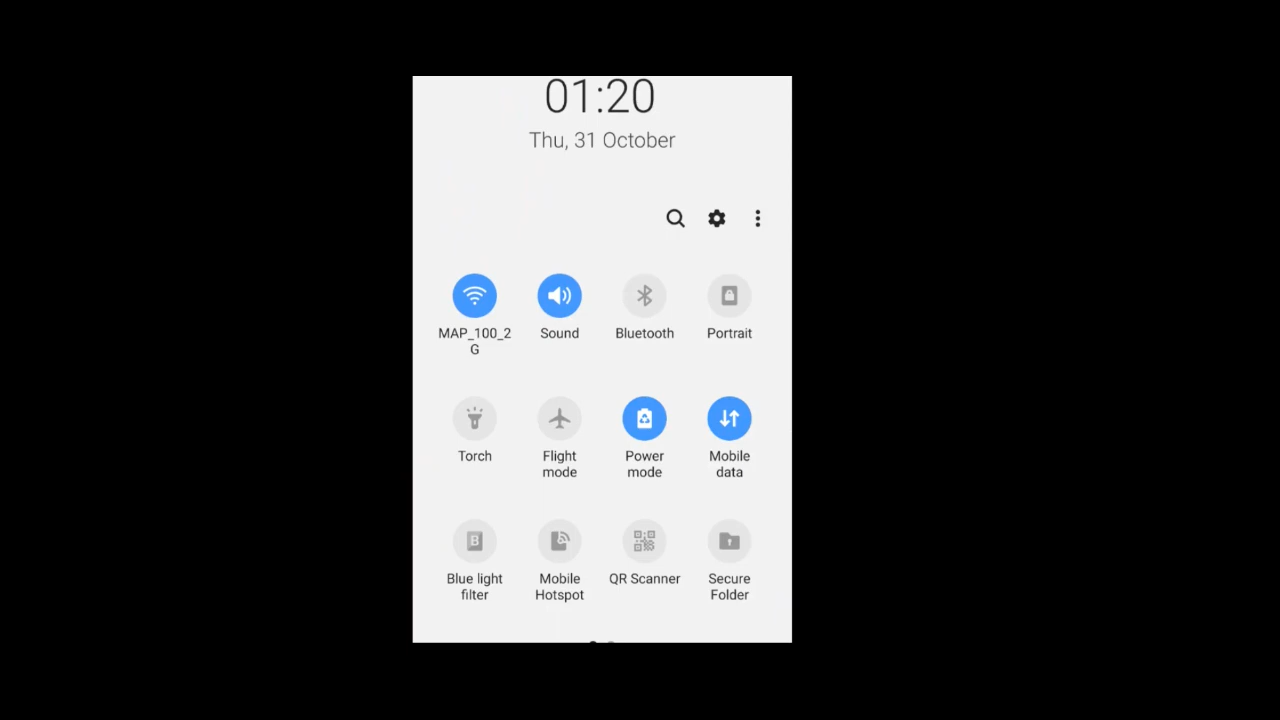 01:20
Thu, 31 October
MAP_100_2
G
Sound
Bluetooth
Portrait
Torch
Flight
mode
Power
mode
Mobile
data
Blue light
filter
Mobile
Hotspot
QR Scanner
Secure
Folder